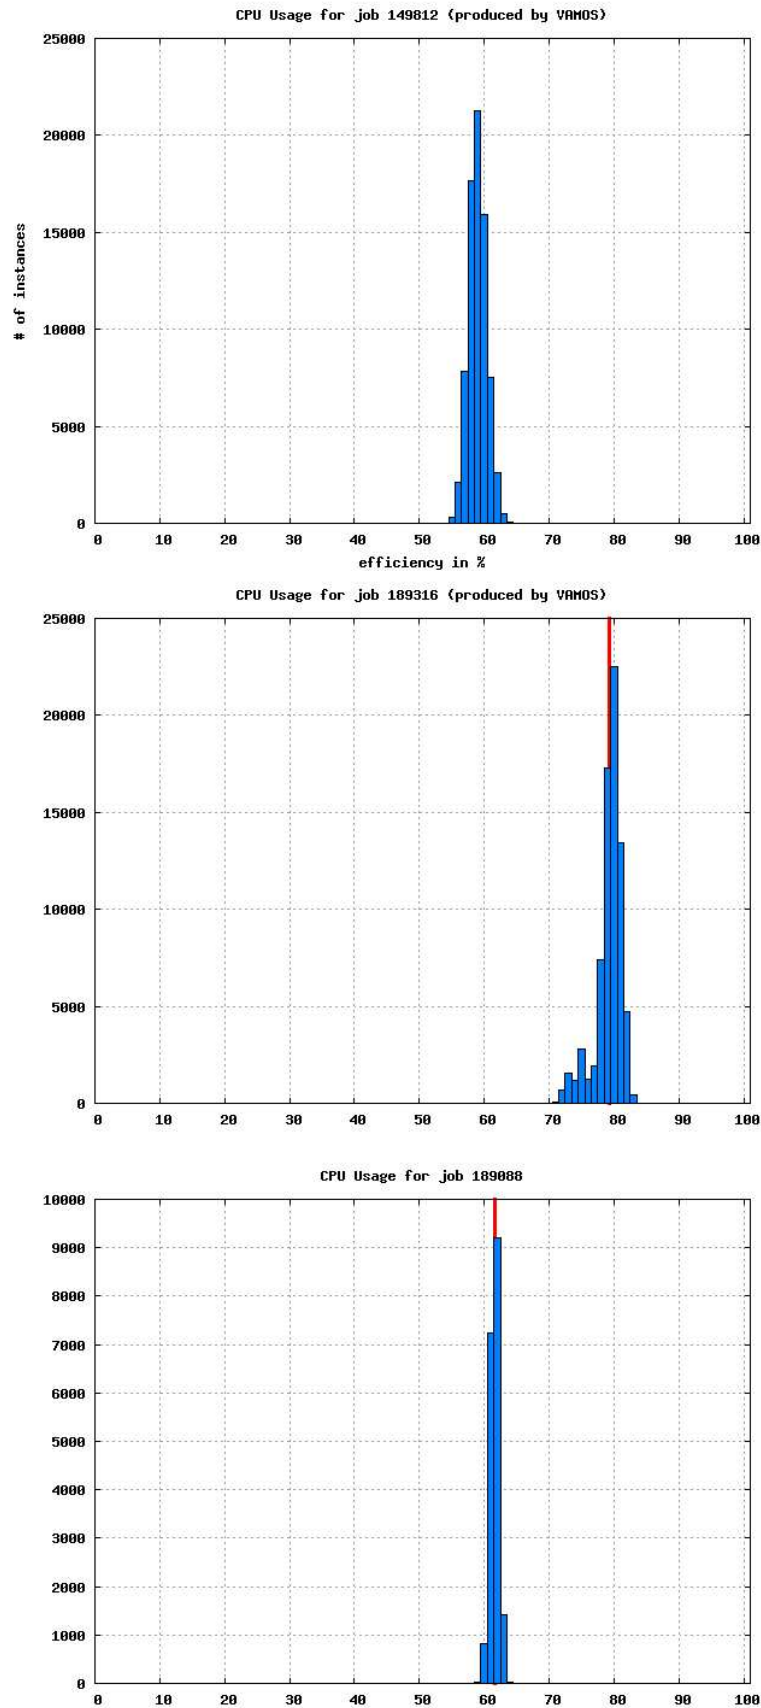 CPU Usage for job 149812 (produced by VAMOS)
25000
20000
15000
10000
5000
0
# of instances
0 10 20 30 40 50 60 70 80 90 100
efficiency in %
CPU Usage for job 189316 (produced by VAMOS)
25000
20000
15000
10000
5000
0
0 10 20 30 40 50 60 70 80 90 100
CPU Usage for job 189088
10000
9000
8000
7000
6000
5000
4000
3000
2000
1000
0
0 10 20 30 40 50 60 70 80 90 100